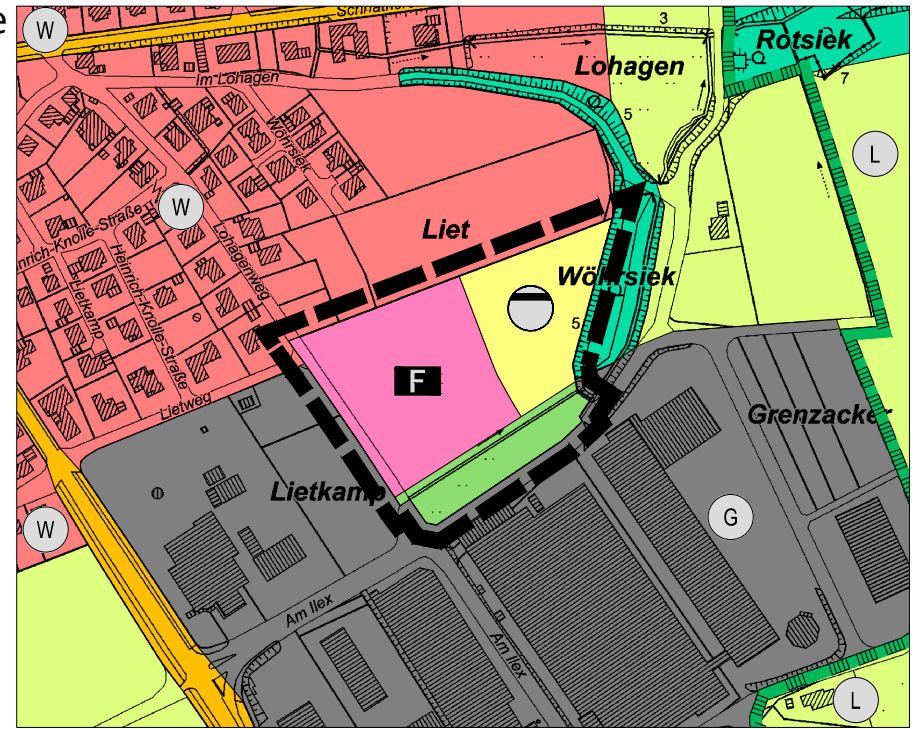 e
W
Schnathorst
3
Rotsiek
Im Lohagen
Lohagen
7
5
Wöhrsiek
L
W
Heinrich-Knolle-Straße
Liet
Lohagenweg
Heinrich-Knolle-Straße
Lietkamp
Wöhrsiek
5
F
Lietweg
Grenzacker
Lietkamp
W
G
Am Ilex
Am Ilex
L